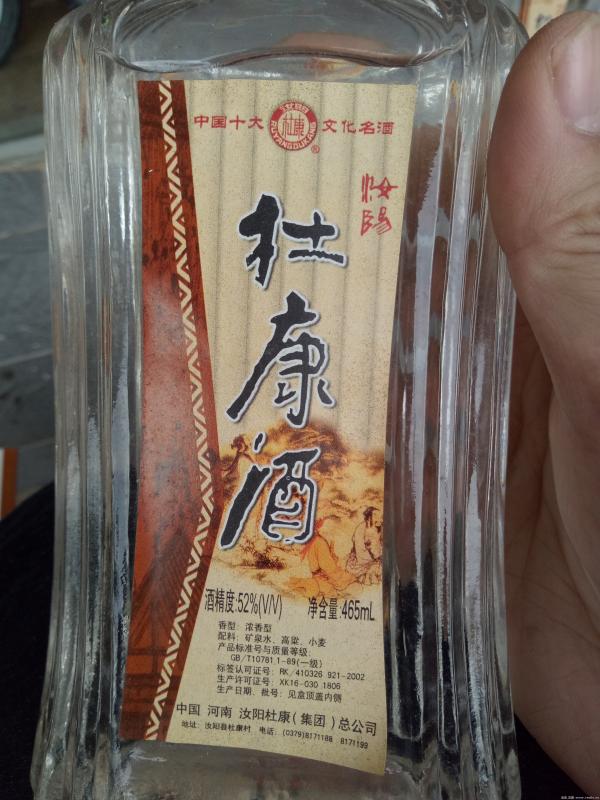 中国十大 文化名酒
RUYANGDUKANG
杜康
®
汝陽
杜康酒
酒精度:52%(V/V) 净含量:465mL
香型: 浓香型
配料: 矿泉水、高粱、小麦
产品标准号与质量等级:
GB/T10781.1-89(一级)
标签认可证号: RK/410326 921-2002
生产许可证号: XK16-030 1806
生产日期、批号: 见盒顶盖内侧
中国 河南 汝阳杜康(集团)总公司
地址: 汝阳县杜康村 电话: (0379)8171188 8171199